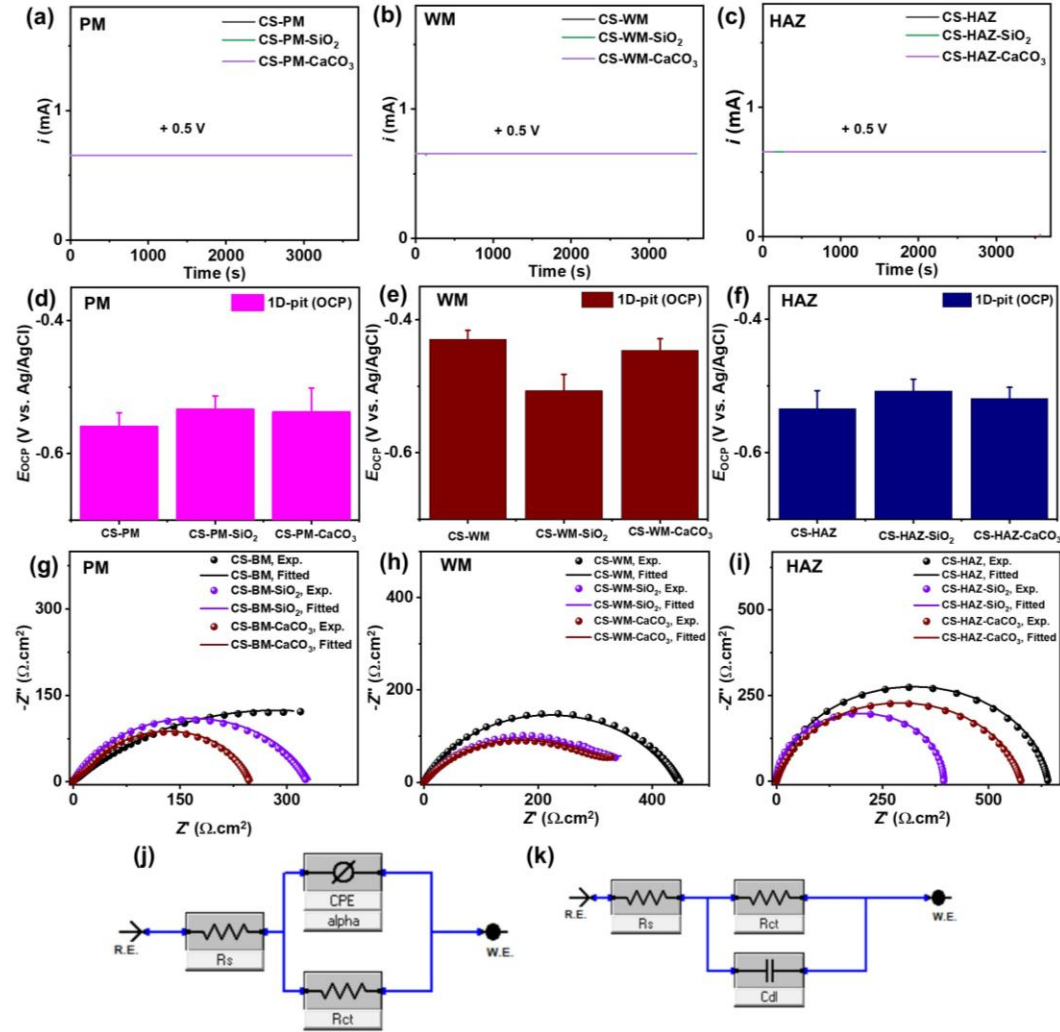 (a) PM
CS-PM
CS-PM-SiO₂
CS-PM-CaCO₃
+ 0.5 V
i (mA)
1
0
0 1000 2000 3000
Time (s)
(b) WM
CS-WM
CS-WM-SiO₂
CS-WM-CaCO₃
+ 0.5 V
i (mA)
1
0
0 1000 2000 3000
Time (s)
(c) HAZ
CS-HAZ
CS-HAZ-SiO₂
CS-HAZ-CaCO₃
+ 0.5 V
i (mA)
1
0
0 1000 2000 3000
Time (s)
(d) PM
1D-pit (OCP)
E_OCP (V vs. Ag/AgCl)
-0.4
-0.6
CS-PM CS-PM-SiO₂ CS-PM-CaCO₃
(e) WM
1D-pit (OCP)
E_OCP (V vs. Ag/AgCl)
-0.4
-0.6
CS-WM CS-WM-SiO₂ CS-WM-CaCO₃
(f) HAZ
1D-pit (OCP)
E_OCP (V vs. Ag/AgCl)
-0.4
-0.6
CS-HAZ CS-HAZ-SiO₂ CS-HAZ-CaCO₃
(g) PM
CS-BM, Exp.
CS-BM, Fitted
CS-BM-SiO₂, Exp.
CS-BM-SiO₂, Fitted
CS-BM-CaCO₃, Exp.
CS-BM-CaCO₃, Fitted
-Z'' (Ω.cm²)
300
150
0
0 150 300
Z' (Ω.cm²)
(h) WM
CS-WM, Exp.
CS-WM, Fitted
CS-WM-SiO₂, Exp.
CS-WM-SiO₂, Fitted
CS-WM-CaCO₃, Exp.
CS-WM-CaCO₃, Fitted
-Z'' (Ω.cm²)
400
200
0
0 200 400
Z' (Ω.cm²)
(i) HAZ
CS-HAZ, Exp.
CS-HAZ, Fitted
CS-HAZ-SiO₂, Exp.
CS-HAZ-SiO₂, Fitted
CS-HAZ-CaCO₃, Exp.
CS-HAZ-CaCO₃, Fitted
-Z'' (Ω.cm²)
500
250
0
0 250 500
Z' (Ω.cm²)
(j)
R.E.
Rs
CPE
alpha
Rct
W.E.
(k)
R.E.
Rs
Rct
Cdl
W.E.